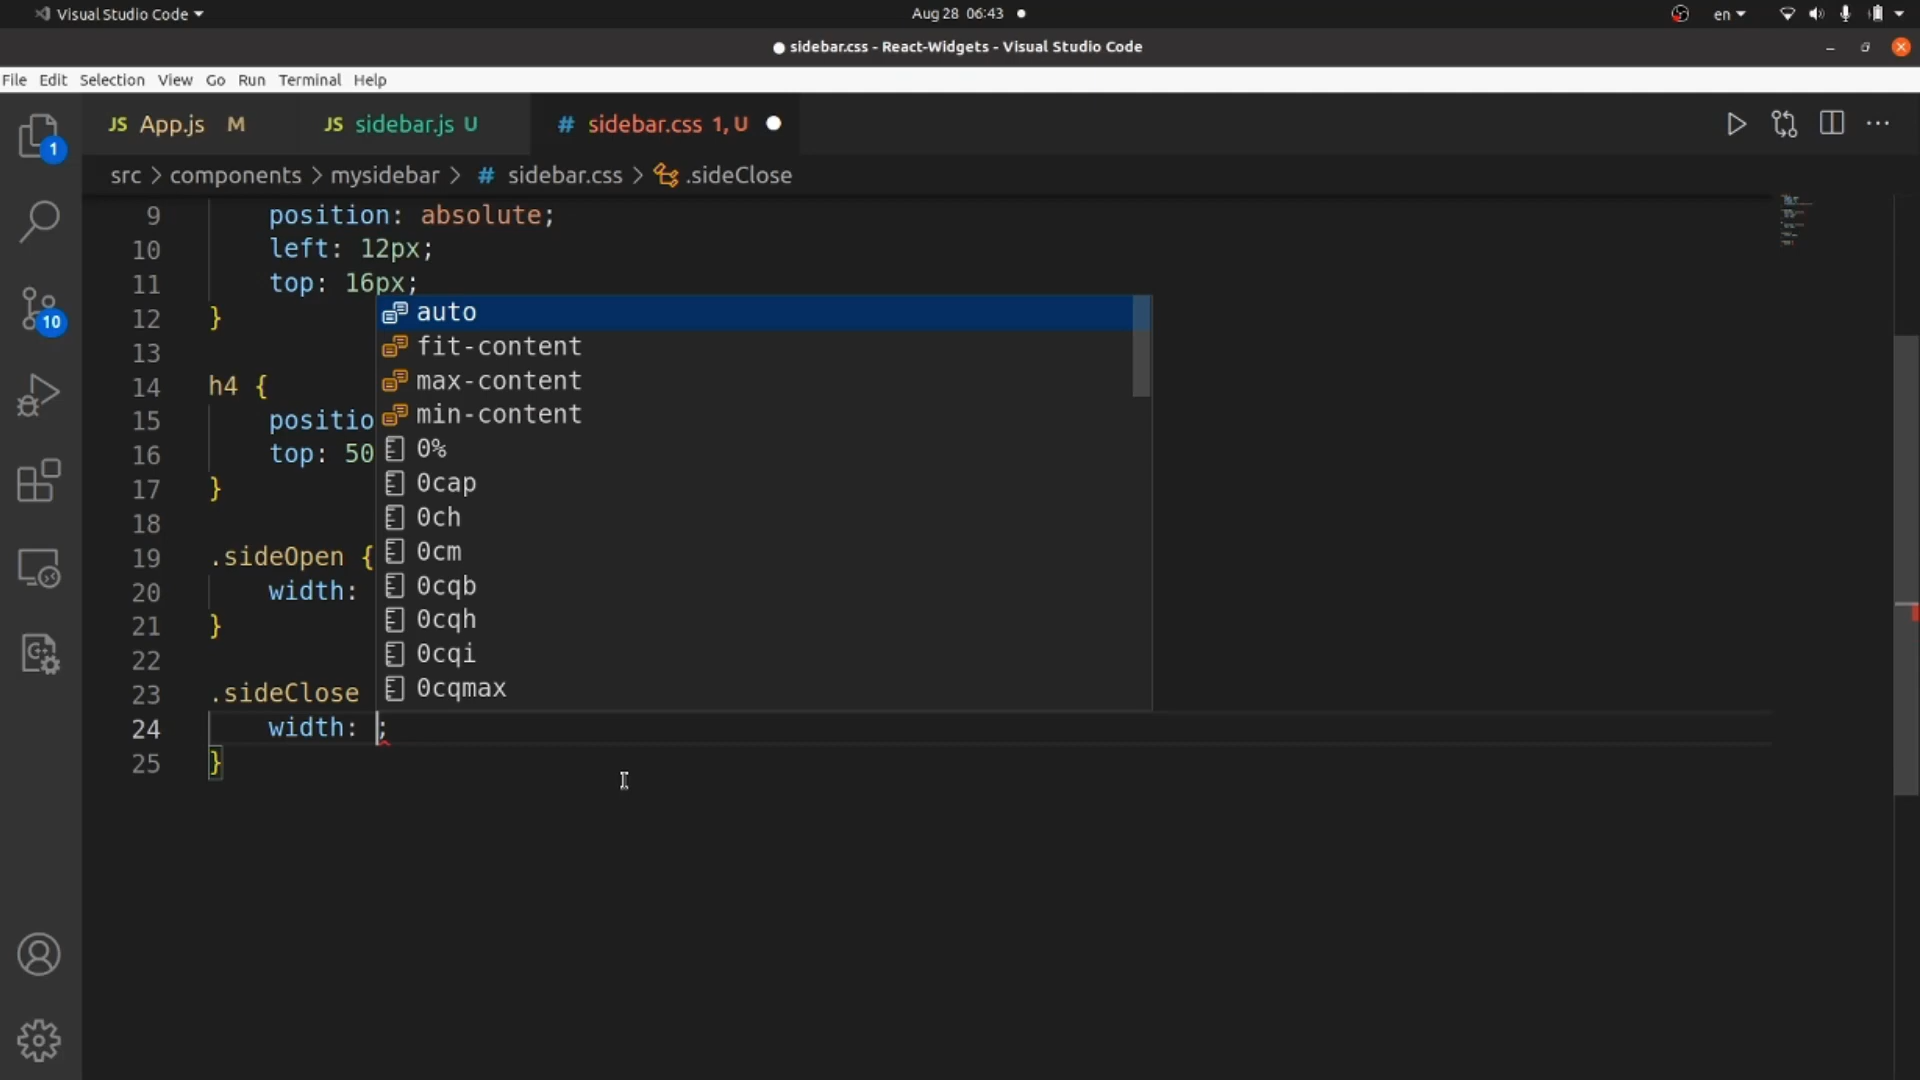 Visual Studio Code
Aug 28 06:43
en
sidebar.css - React-Widgets - Visual Studio Code
File Edit Selection View Go Run Terminal Help
1
JS App.js M
JS sidebar.js U
# sidebar.css 1, U
src > components > mysidebar > # sidebar.css > .sideClose
9 position: absolute;
10 left: 12px;
11 top: 16px;
12 }
13
14 h4 {
15 positio
16 top: 50
17 }
18
19 .sideOpen {
20 width:
21 }
22
23 .sideClose
24 width: ;
25 }
auto
fit-content
max-content
min-content
0%
0cap
0ch
0cm
0cqb
0cqh
0cqi
0cqmax
10